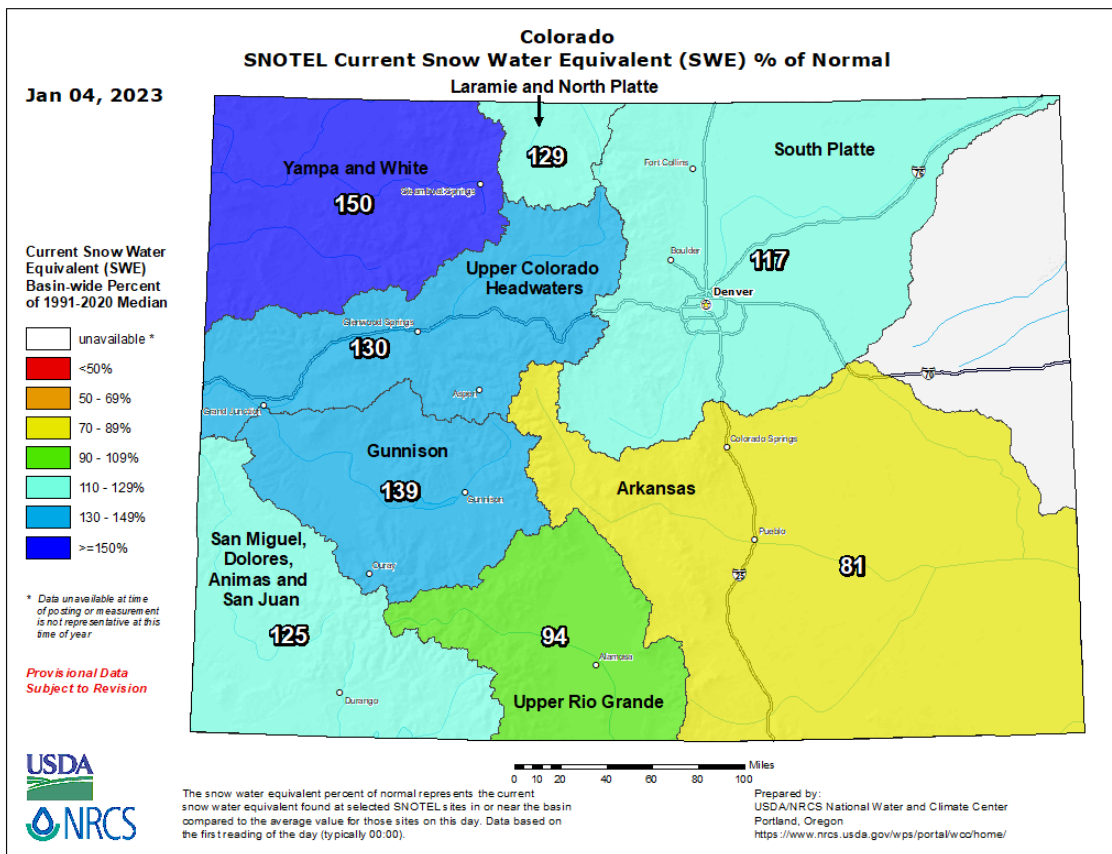 Colorado
SNOTEL Current Snow Water Equivalent (SWE) % of Normal
Jan 04, 2023
Laramie and North Platte
129
Yampa and White
150
Steamboat Springs
South Platte
Fort Collins
76
Boulder
117
Denver
Upper Colorado
Headwaters
Glenwood Springs
130
Aspen
Grand Junction
70
Colorado Springs
Gunnison
139
Gunnison
Arkansas
Pueblo
81
25
Ouray
San Miguel,
Dolores,
Animas and
San Juan
125
Durango
94
Alamosa
Upper Rio Grande
Current Snow Water
Equivalent (SWE)
Basin-wide Percent
of 1991-2020 Median
unavailable *
<50%
50 - 69%
70 - 89%
90 - 109%
110 - 129%
130 - 149%
>=150%
* Data unavailable at time
of posting or measurement
is not representative at this
time of year
Provisional Data
Subject to Revision
USDA
NRCS
Miles
0 10 20 40 60 80 100
The snow water equivalent percent of normal represents the current
snow water equivalent found at selected SNOTEL sites in or near the basin
compared to the average value for those sites on this day. Data based on
the first reading of the day (typically 00:00).
Prepared by:
USDA/NRCS National Water and Climate Center
Portland, Oregon
https://www.nrcs.usda.gov/wps/portal/wcc/home/